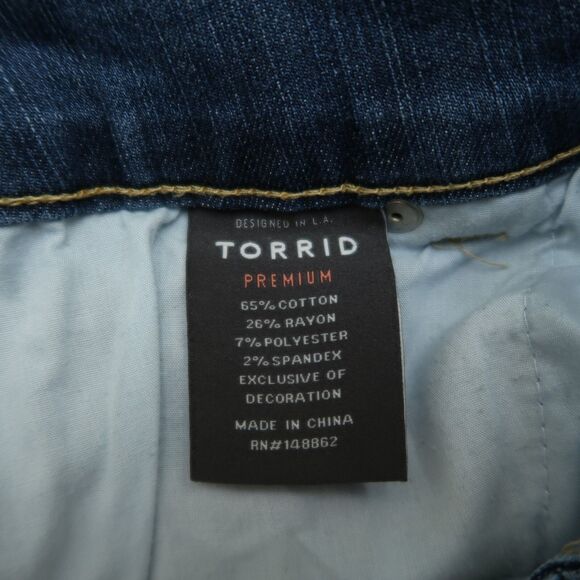 DESIGNED IN L.A.
TORRID
PREMIUM
65% COTTON
26% RAYON
7% POLYESTER
2% SPANDEX
EXCLUSIVE OF
DECORATION
MADE IN CHINA
RN#148862